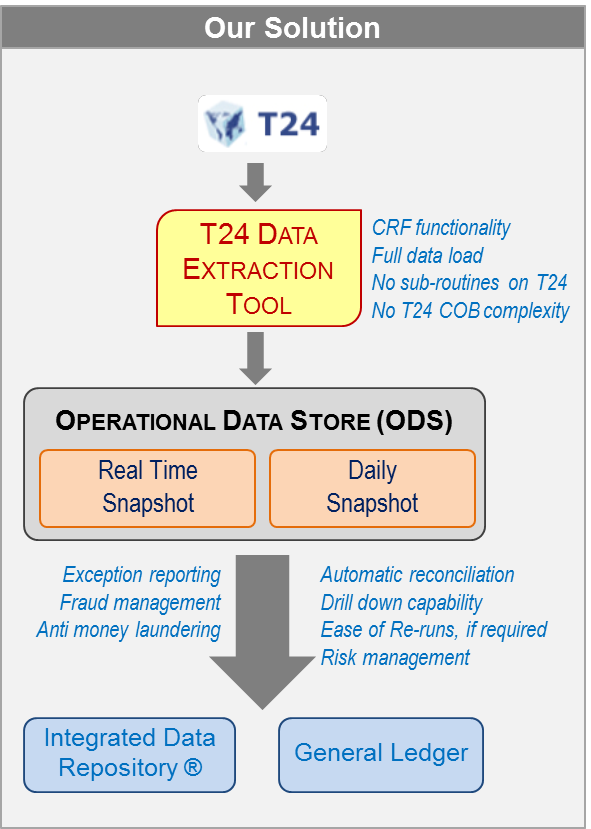 Our Solution
T24
T24 DATA
EXTRACTION
TOOL
CRF functionality
Full data load
No sub-routines on T24
No T24 COB complexity
OPERATIONAL DATA STORE (ODS)
Real Time
Snapshot
Daily
Snapshot
Exception reporting
Fraud management
Anti money laundering
Automatic reconciliation
Drill down capability
Ease of Re-runs, if required
Risk management
Integrated Data
Repository ®
General Ledger